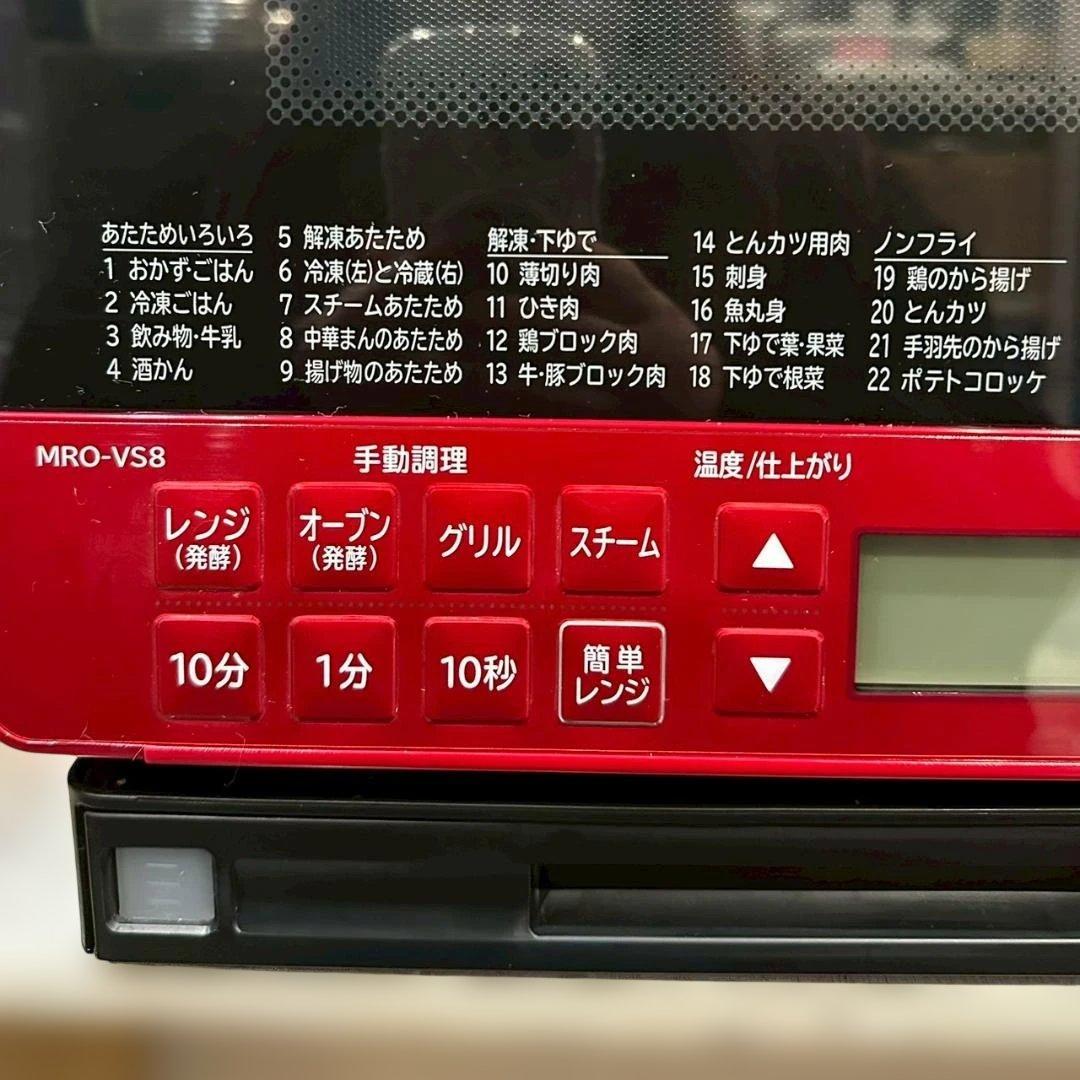 あたためいろいろ
1 おかず・ごはん
2 冷凍ごはん
3 飲み物・牛乳
4 酒かん
5 解凍あたため
6 冷凍(左)と冷蔵(右)
7 スチームあたため
8 中華まんのあたため
9 揚げ物のあたため
解凍・下ゆで
10 薄切り肉
11 ひき肉
12 鶏ブロック肉
13 牛・豚ブロック肉
14 とんカツ用肉
15 刺身
16 魚丸身
17 下ゆで葉・果菜
18 下ゆで根菜
ノンフライ
19 鶏のから揚げ
20 とんカツ
21 手羽先のから揚げ
22 ポテトコロッケ
MRO-VS8
手動調理
温度/仕上がり
レンジ
(発酵)
オーブン
(発酵)
グリル
スチーム
▲
10分
1分
10秒
簡単
レンジ
▼